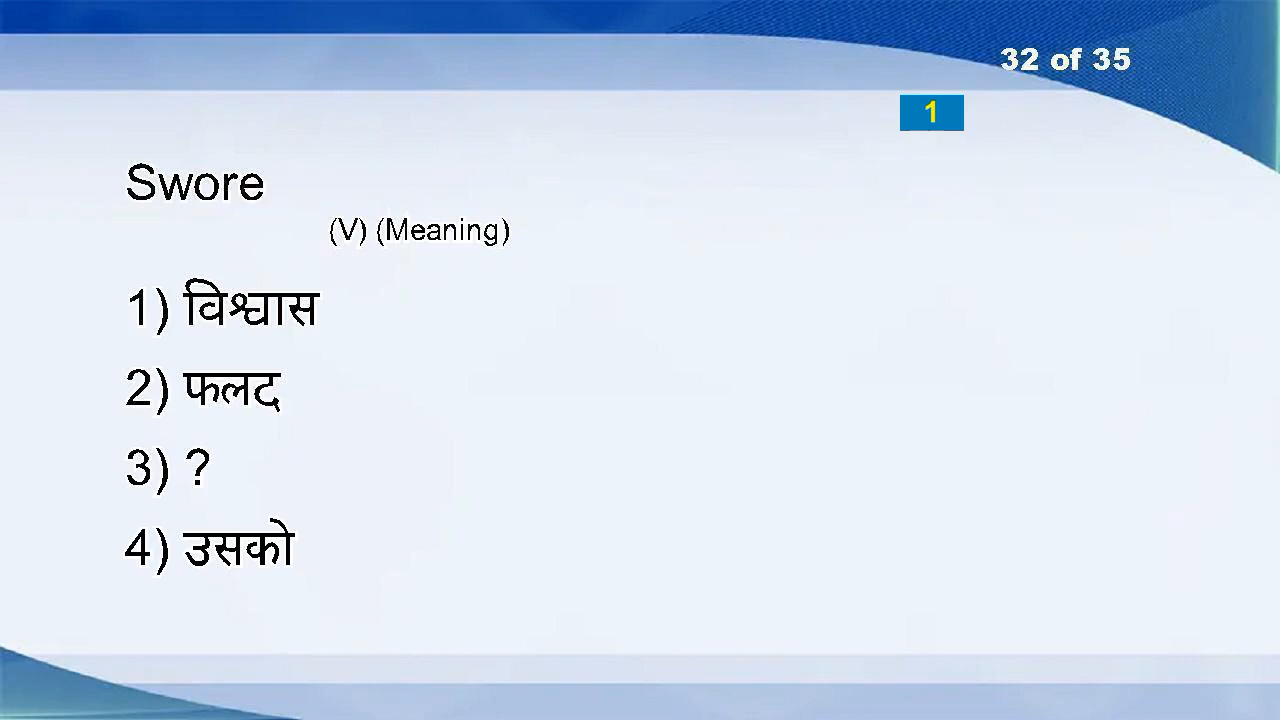 32 of 35
1
Swore
(V) (Meaning)
1) विश्वास
2) फलद
3) ?
4) उसको